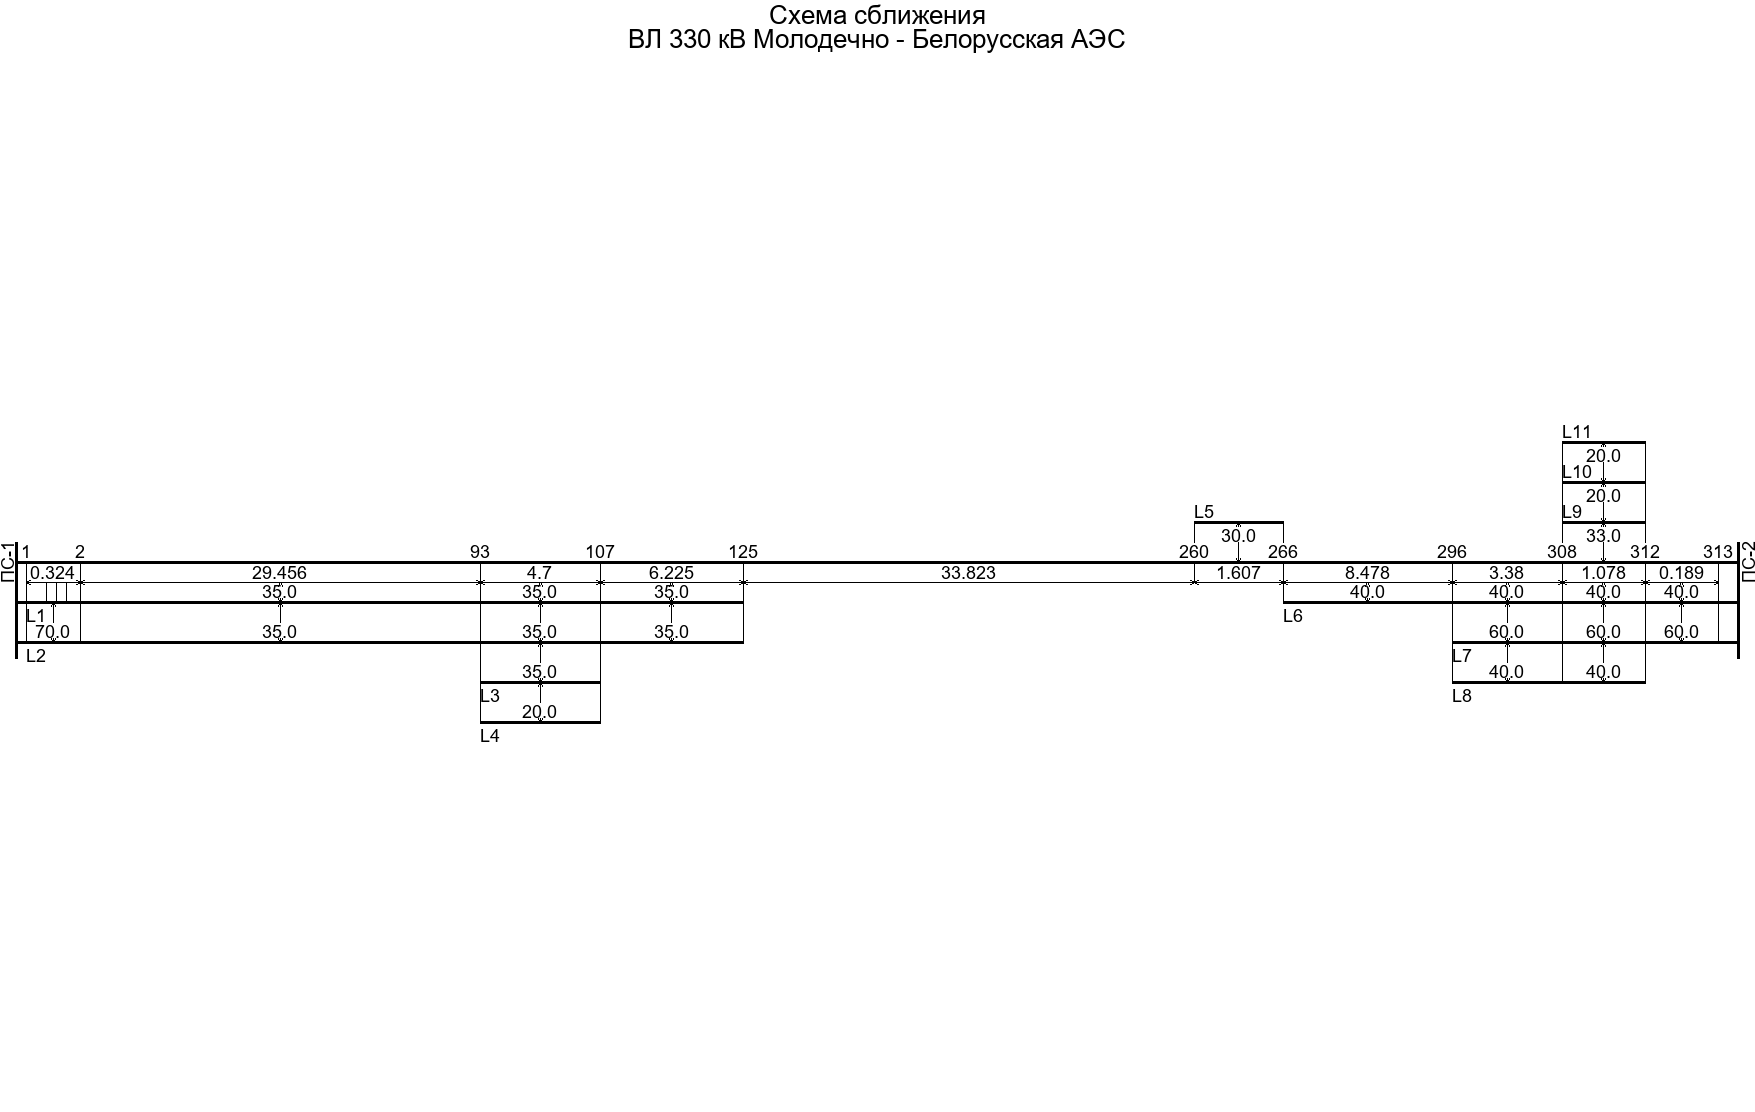 Схема сближения
ВЛ 330 кВ Молодечно - Белорусская АЭС
L11
20.0
L10
20.0
L5
L9
30.0
33.0
ПС-1
1 2 93 107 125 260 266 296 308 312 313
ПС-2
0.324 29.456 4.7 6.225 33.823 1.607 8.478 3.38 1.078 0.189
35.0 35.0 35.0 40.0 40.0 40.0 40.0
L1
L6
70.0 35.0 35.0 35.0 60.0 60.0 60.0
L2
L7
35.0 40.0 40.0
L3
L8
20.0
L4